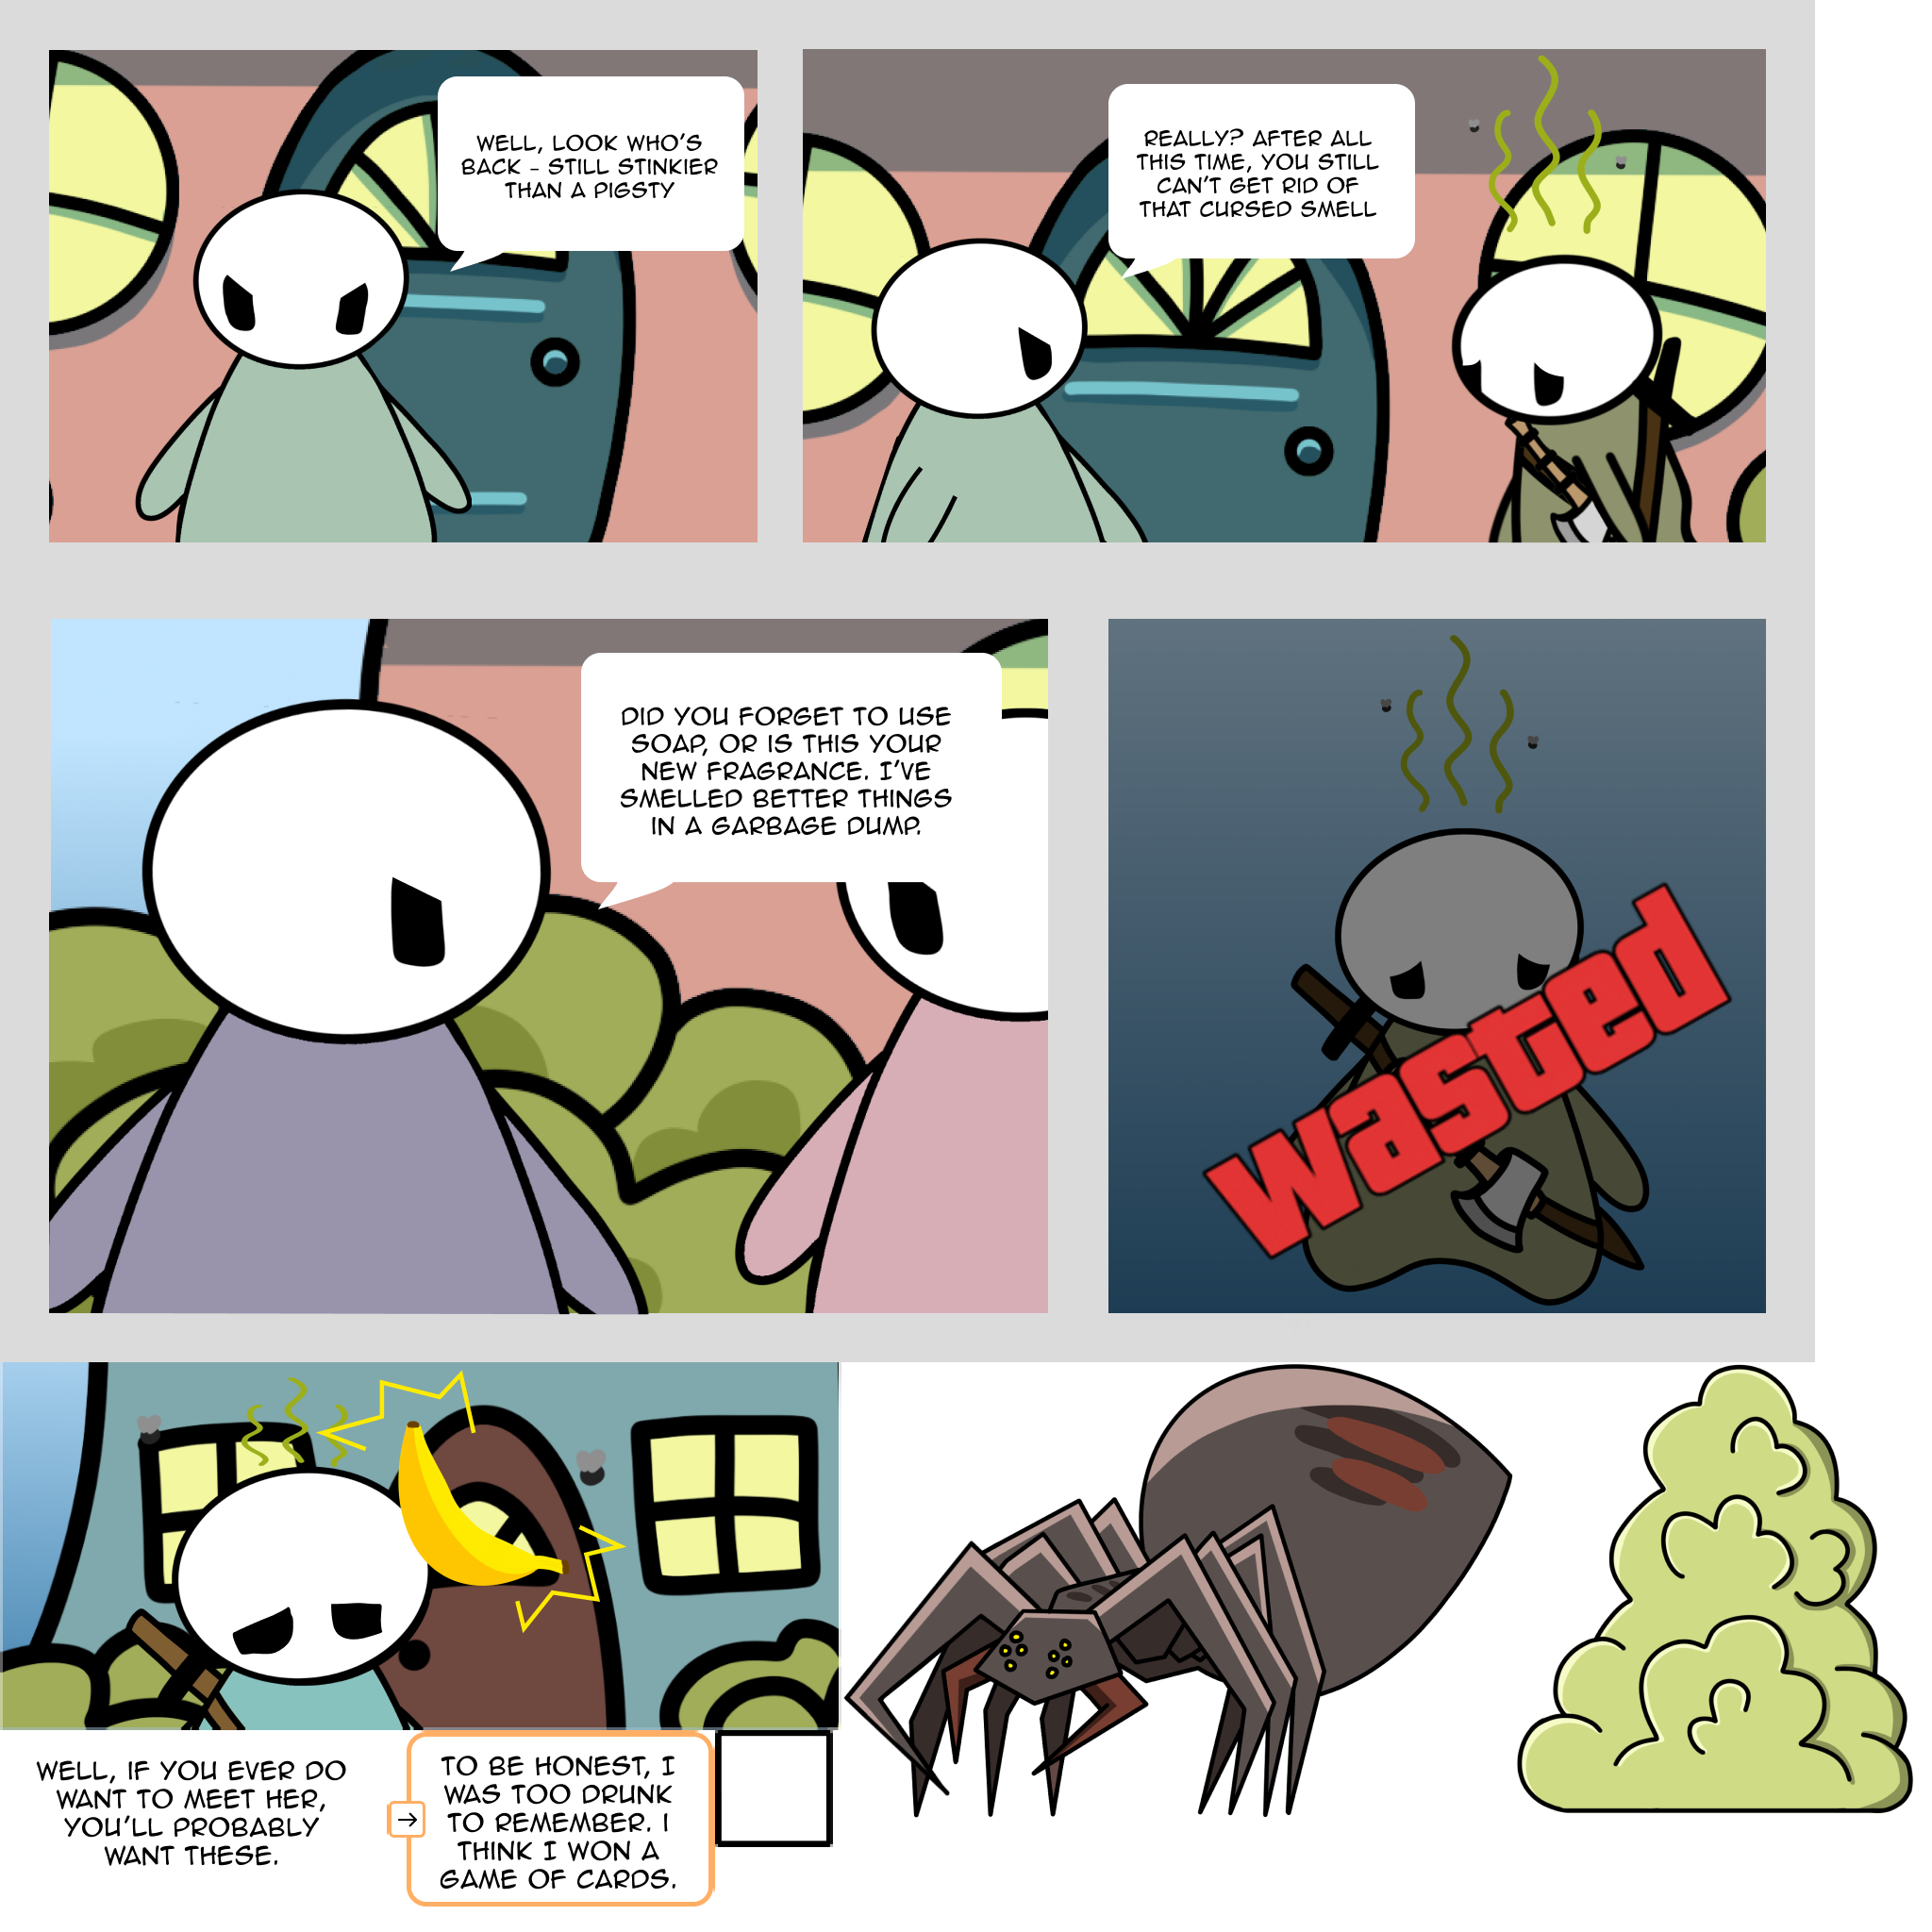 WELL, LOOK WHO'S
BACK - STILL STINKIER
THAN A PIGSTY
REALLY? AFTER ALL
THIS TIME, YOU STILL
CAN'T GET RID OF
THAT CURSED SMELL
DID YOU FORGET TO USE
SOAP, OR IS THIS YOUR
NEW FRAGRANCE. I'VE
SMELLED BETTER THINGS
IN A GARBAGE DUMP.
wasted
WELL, IF YOU EVER DO
WANT TO MEET HER,
YOU'LL PROBABLY
WANT THESE.
TO BE HONEST, I
WAS TOO DRUNK
TO REMEMBER. I
THINK I WON A
GAME OF CARDS.